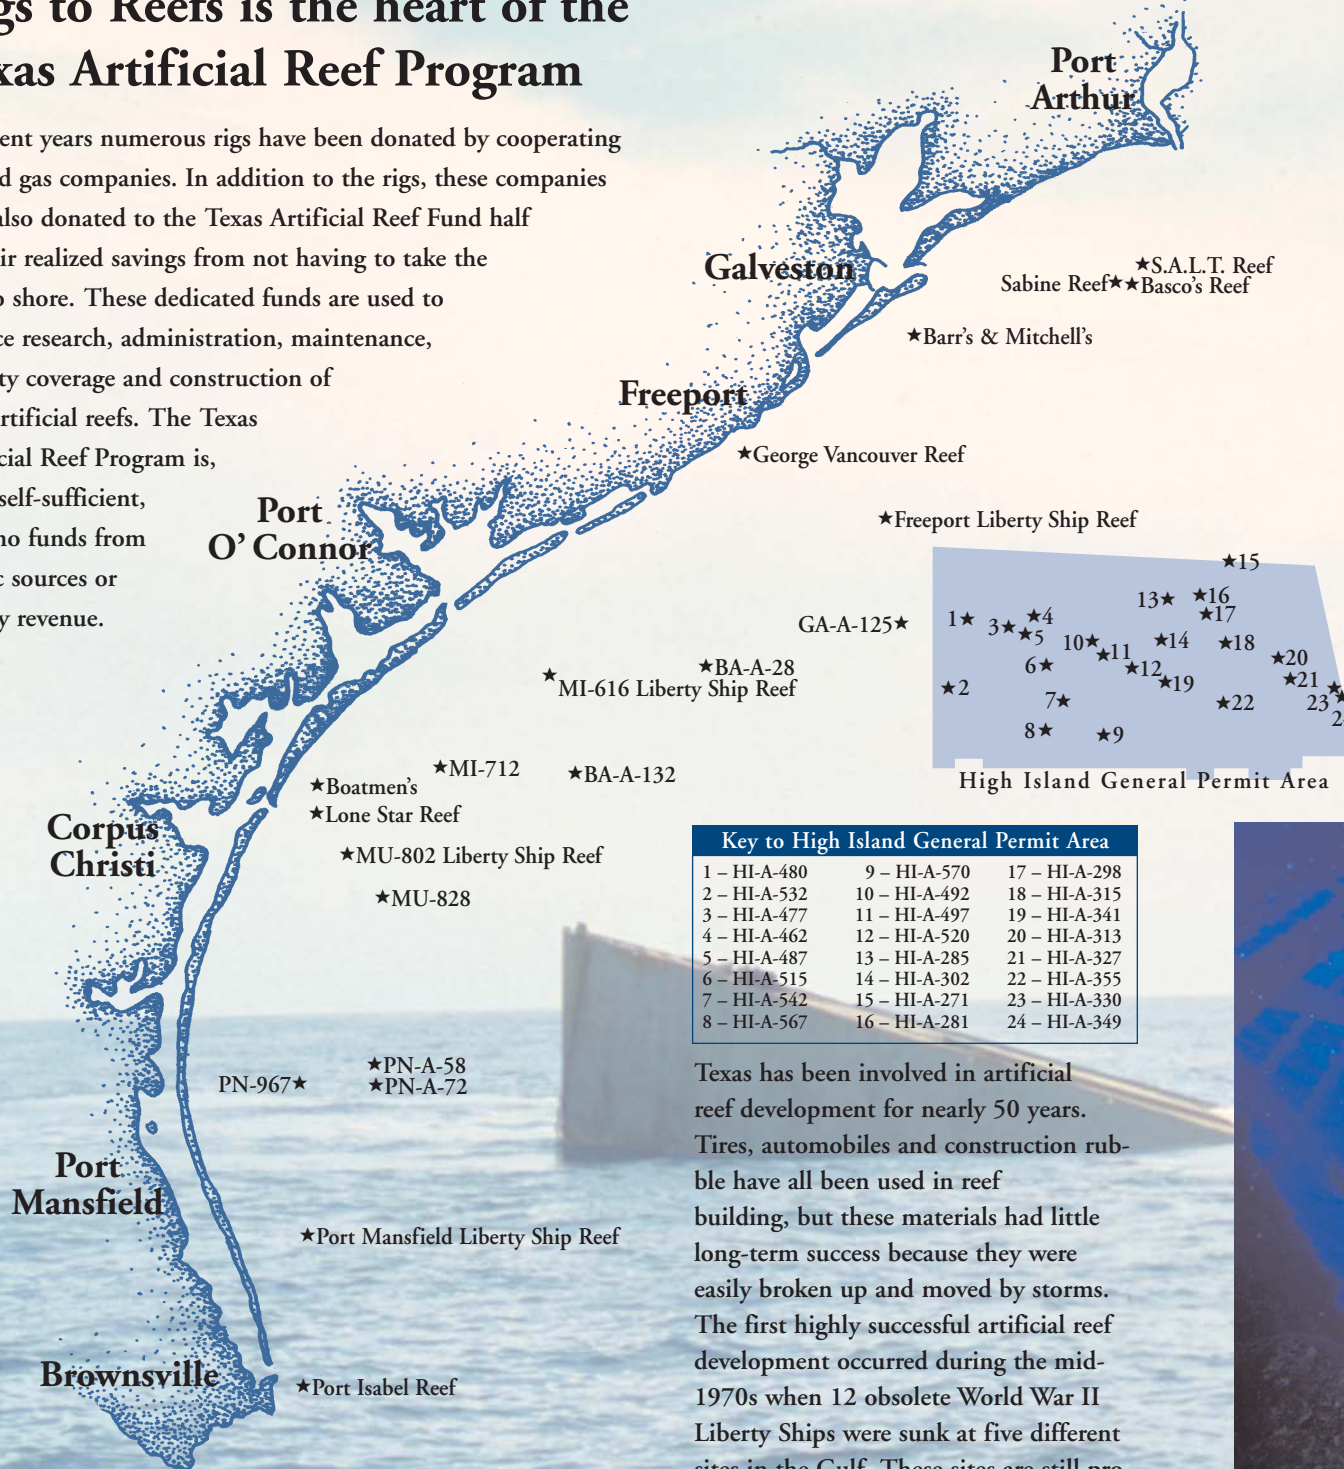 gs to Reefs is the heart of the
xas Artificial Reef Program
ent years numerous rigs have been donated by cooperating
d gas companies. In addition to the rigs, these companies
also donated to the Texas Artificial Reef Fund half
ir realized savings from not having to take the
o shore. These dedicated funds are used to
ce research, administration, maintenance,
ty coverage and construction of
rtificial reefs. The Texas
cial Reef Program is,
self-sufficient,
no funds from
c sources or
y revenue.
Port
Arthur
Galveston
★S.A.L.T. Reef
Sabine Reef★
★Basco's Reef
★Barr's & Mitchell's
Freeport
★George Vancouver Reef
★Freeport Liberty Ship Reef
Port
O' Connor
GA-A-125★
★BA-A-28
★MI-616 Liberty Ship Reef
★MI-712
★BA-A-132
★Boatmen's
★Lone Star Reef
★MU-802 Liberty Ship Reef
★MU-828
Corpus
Christi
★15
13★
★16
★17
1★
3★
★4
★5
10★
★11
★14
★18
6★
★12
★20
★2
★19
★21
7★
★22
23
2
8★
★9
High Island General Permit Area
Key to High Island General Permit Area
1 – HI-A-480 9 – HI-A-570 17 – HI-A-298
2 – HI-A-532 10 – HI-A-492 18 – HI-A-315
3 – HI-A-477 11 – HI-A-497 19 – HI-A-341
4 – HI-A-462 12 – HI-A-520 20 – HI-A-313
5 – HI-A-487 13 – HI-A-285 21 – HI-A-327
6 – HI-A-515 14 – HI-A-302 22 – HI-A-355
7 – HI-A-542 15 – HI-A-271 23 – HI-A-330
8 – HI-A-567 16 – HI-A-281 24 – HI-A-349
★PN-A-58
PN-967★
★PN-A-72
Port
Mansfield
★Port Mansfield Liberty Ship Reef
Brownsville
★Port Isabel Reef
Texas has been involved in artificial
reef development for nearly 50 years.
Tires, automobiles and construction rub-
ble have all been used in reef
building, but these materials had little
long-term success because they were
easily broken up and moved by storms.
The first highly successful artificial reef
development occurred during the mid-
1970s when 12 obsolete World War II
Liberty Ships were sunk at five different
sites in the Gulf. These sites are still pro-